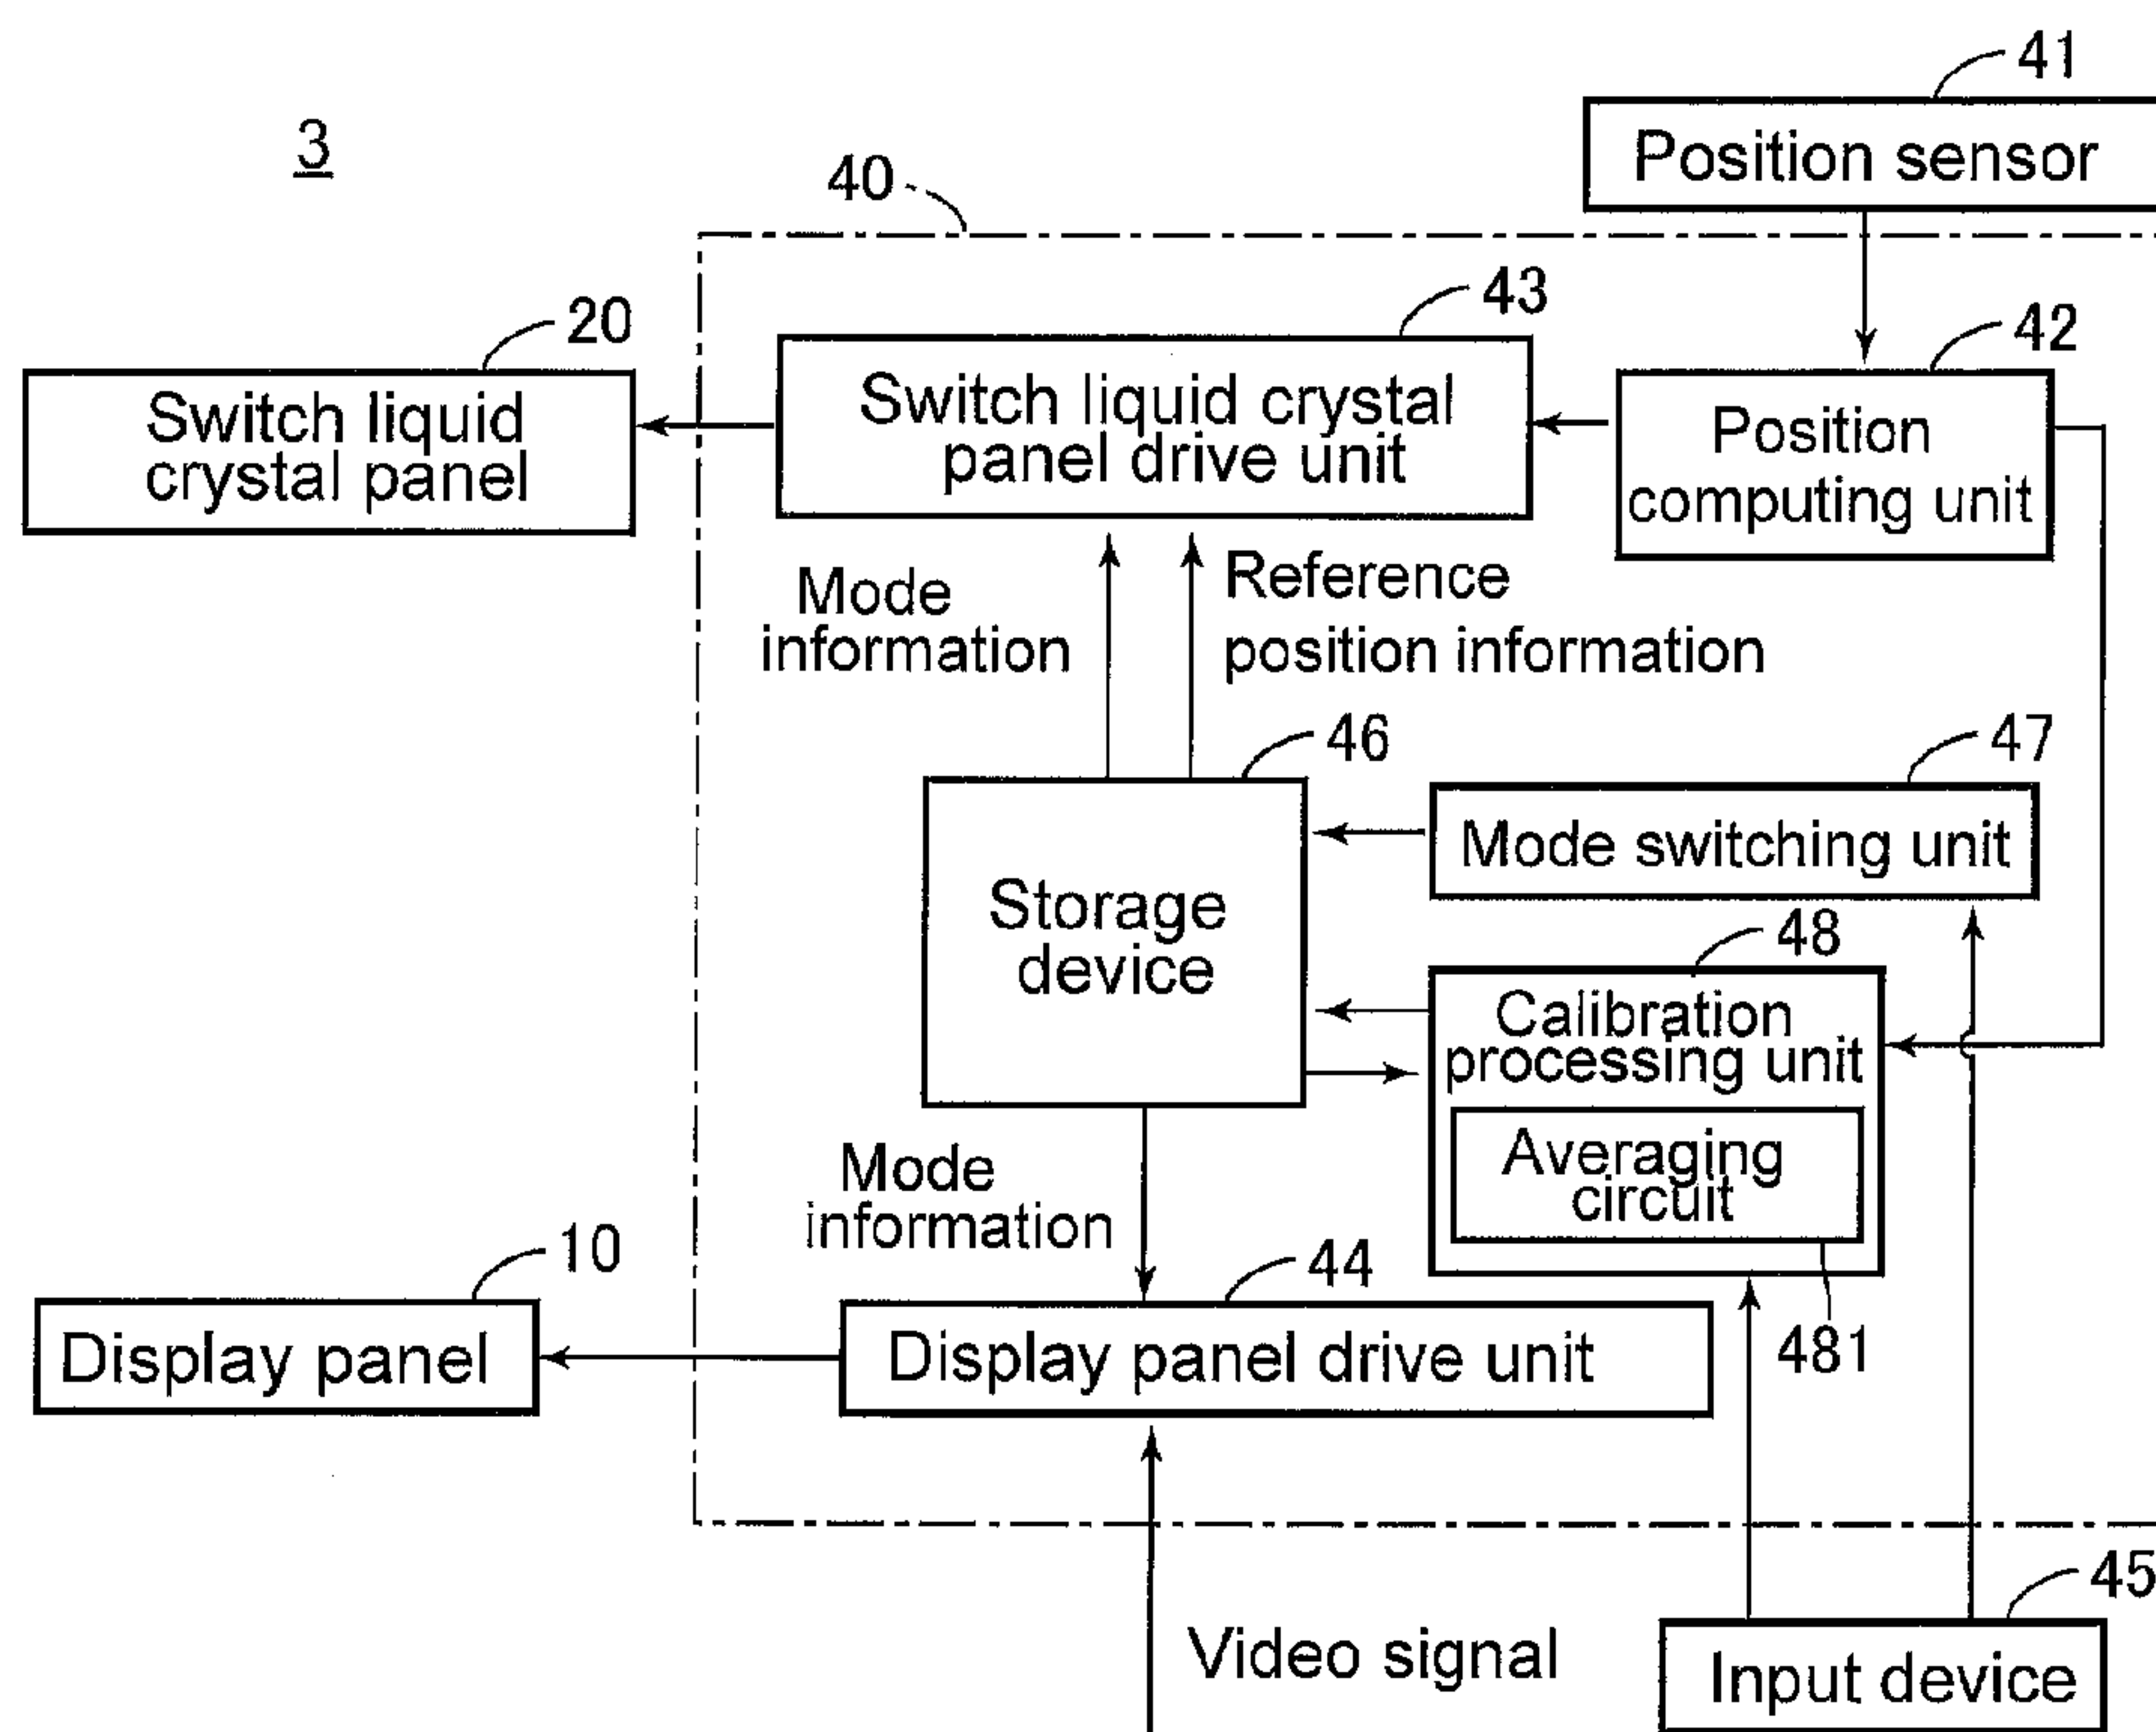 41
3
Position sensor
40
43
20
42
Switch liquid
crystal panel
Switch liquid crystal
panel drive unit
Position
computing unit
Mode
information
Reference
position information
46
47
Storage
device
Mode switching unit
48
Calibration
processing unit
Averaging
circuit
Mode
information
10
44
481
Display panel
Display panel drive unit
45
Video signal
Input device